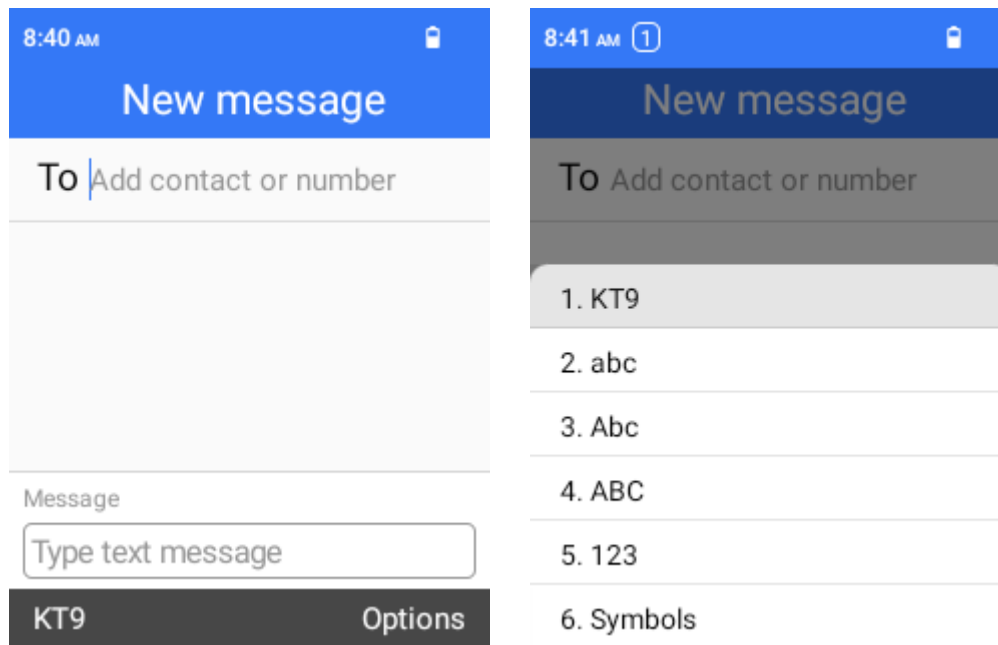 8:40 AM
New message
To Add contact or number
Message
Type text message
KT9 Options
8:41 AM 1
New message
To Add contact or number
1. KT9
2. abc
3. Abc
4. ABC
5. 123
6. Symbols